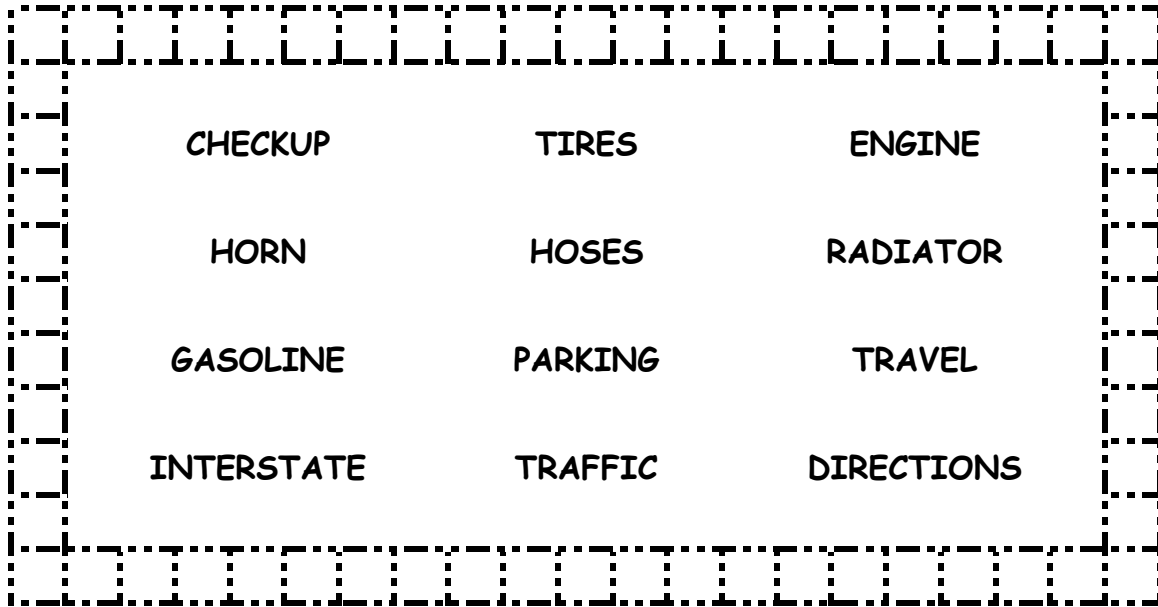 CHECKUP TIRES ENGINE
HORN HOSES RADIATOR
GASOLINE PARKING TRAVEL
INTERSTATE TRAFFIC DIRECTIONS